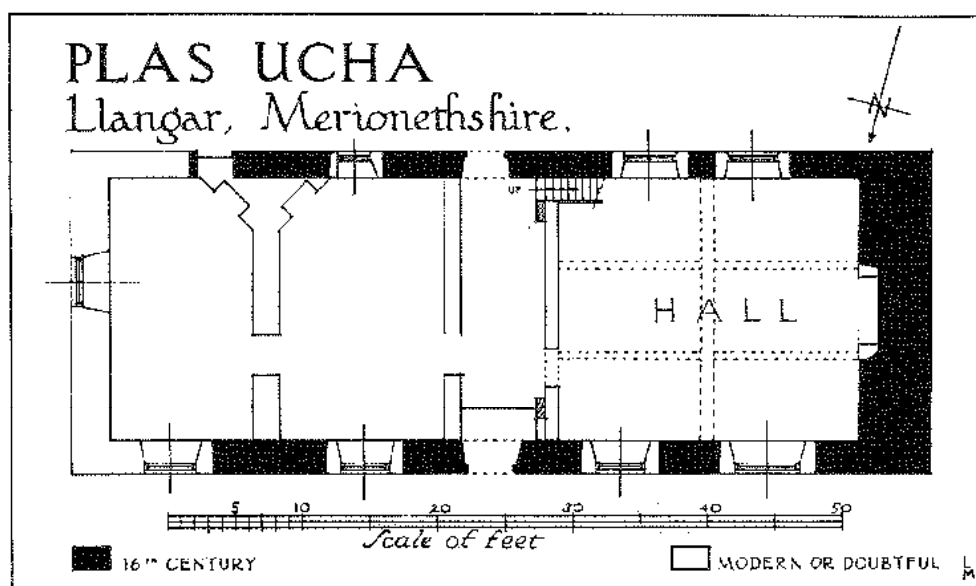 PLAS UCHA
Llangar, Merionethshire.
N
UP
HALL
5 10 20 30 40 50
Scale of feet
16TH CENTURY
MODERN OR DOUBTFUL
L
M